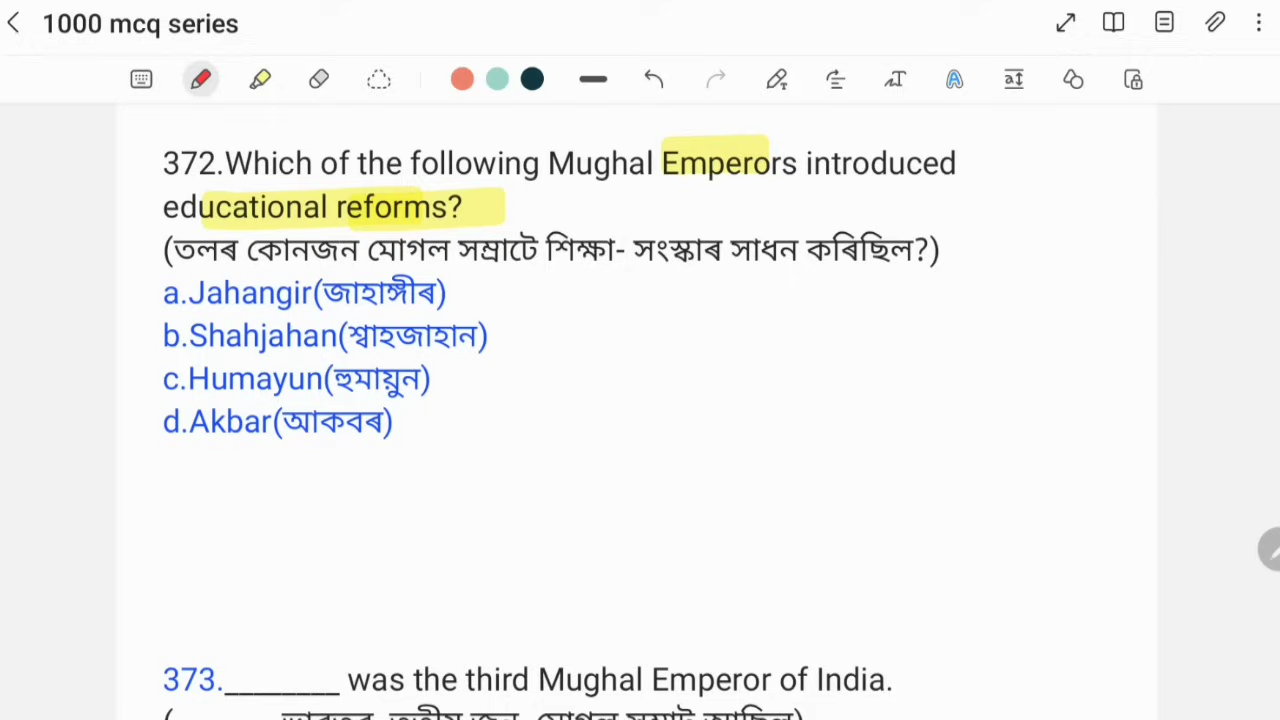 1000 mcq series
372.Which of the following Mughal Emperors introduced
educational reforms?
(তলৰ কোনজন মোগল সম্ৰাটে শিক্ষা- সংস্কাৰ সাধন কৰিছিল?)
a.Jahangir(জাহাঙ্গীৰ)
b.Shahjahan(শ্বাহজাহান)
c.Humayun(হুমায়ুন)
d.Akbar(আকবৰ)
373.________ was the third Mughal Emperor of India.